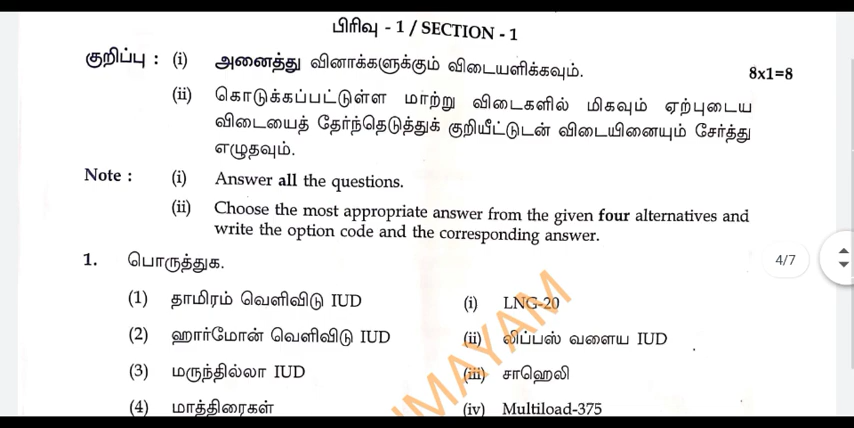 பிரிவு - 1 / SECTION - 1
குறிப்பு : (i) அனைத்து வினாக்களுக்கும் விடையளிக்கவும். 8x1=8
(ii) கொடுக்கப்பட்டுள்ள மாற்று விடைகளில் மிகவும் ஏற்புடைய
விடையைத் தேர்ந்தெடுத்துக் குறியீட்டுடன் விடையினையும் சேர்த்து
எழுதவும்.
Note : (i) Answer all the questions.
(ii) Choose the most appropriate answer from the given four alternatives and
write the option code and the corresponding answer.
1. பொருத்துக.
4/7
(1) தாமிரம் வெளிவிடு IUD (i) LNG-20
(2) ஹார்மோன் வெளிவிடு IUD (ii) லிப்பஸ் வளைய IUD
(3) மருந்தில்லா IUD (iii) சாஹெலி
(4) மாத்திரைகள் (iv) Multiload-375